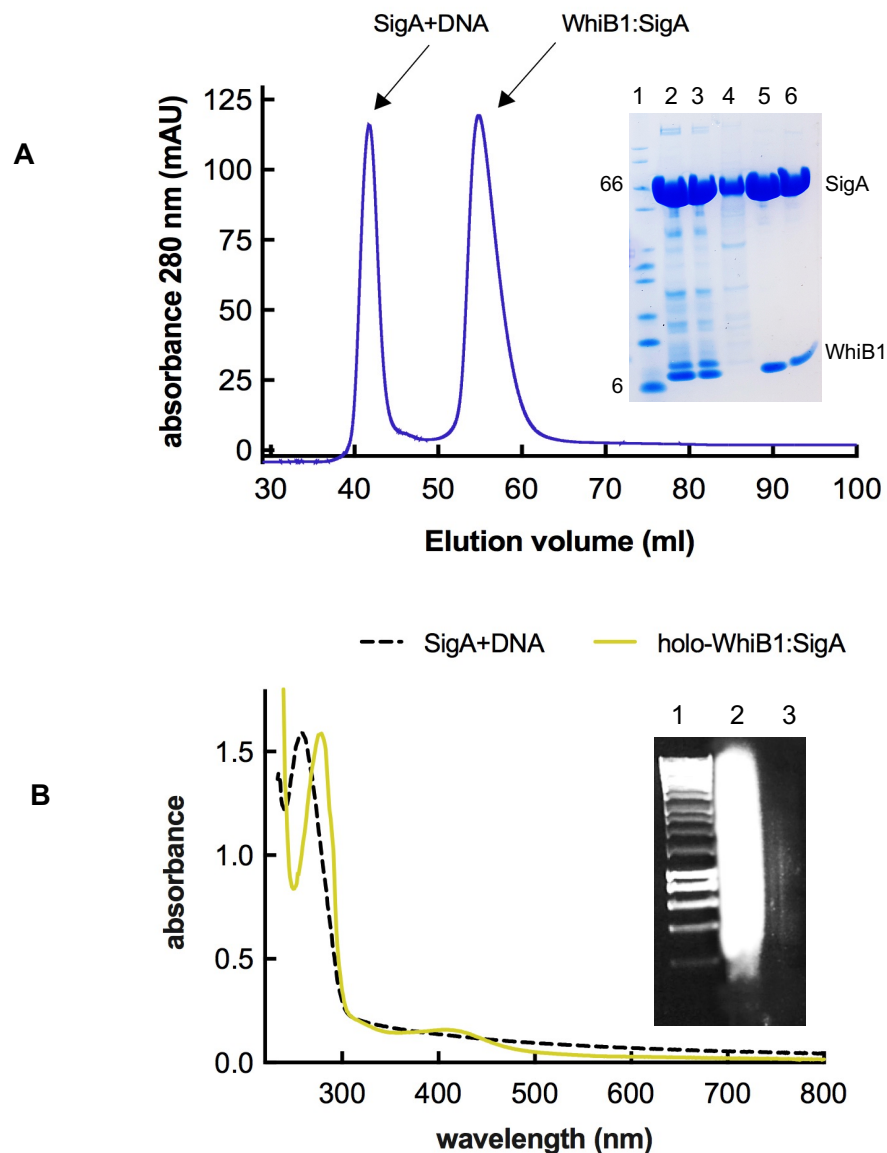 SigA+DNA WhiB1:SigA
A
absorbance 280 nm (mAU)
125
100
75
50
25
0
30 40 50 60 70 80 90 100
Elution volume (ml)
1 2 3 4 5 6
66
SigA
WhiB1
6
SigA+DNA holo-WhiB1:SigA
B
absorbance
1.5
1.0
0.5
0.0
300 400 500 600 700 800
wavelength (nm)
1 2 3